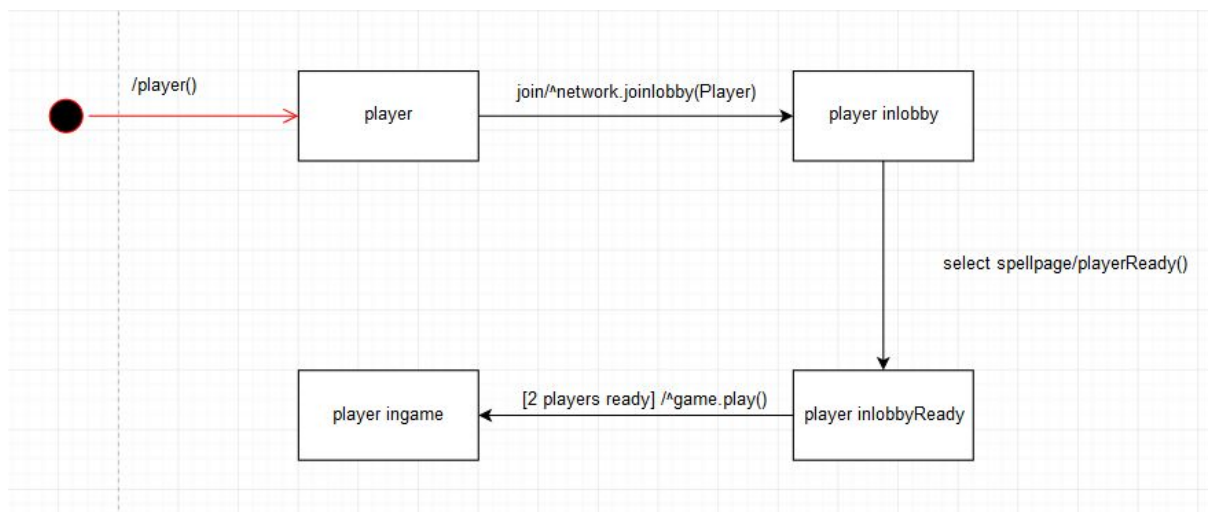 /player()
player
join/^network.joinlobby(Player)
player inlobby
select spellpage/playerReady()
player inlobbyReady
[2 players ready] /^game.play()
player ingame